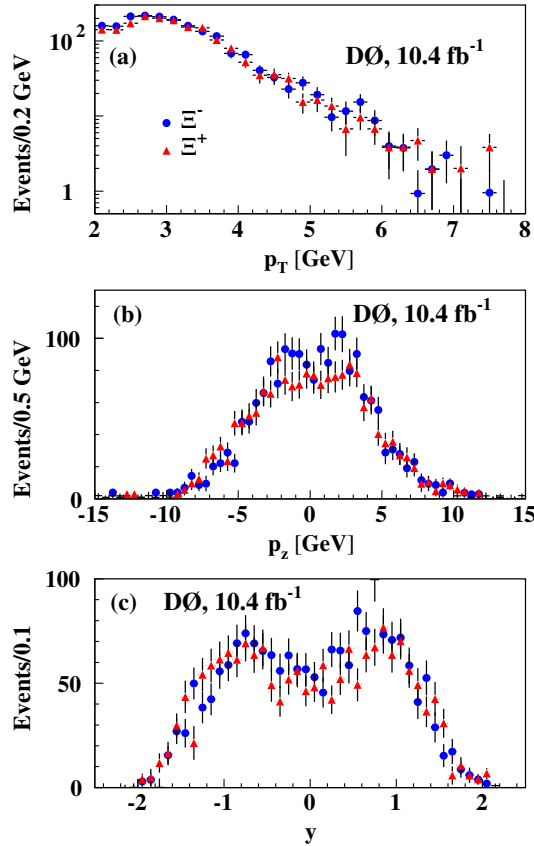 Events/0.2 GeV
10²
10
1
(a)
DØ, 10.4 fb⁻¹
Ξ⁻
Ξ⁺
2 3 4 5 6 7 8
p_T [GeV]
Events/0.5 GeV
100
0
(b)
DØ, 10.4 fb⁻¹
-15 -10 -5 0 5 10 15
p_z [GeV]
Events/0.1
100
50
0
(c)
DØ, 10.4 fb⁻¹
-2 -1 0 1 2
y